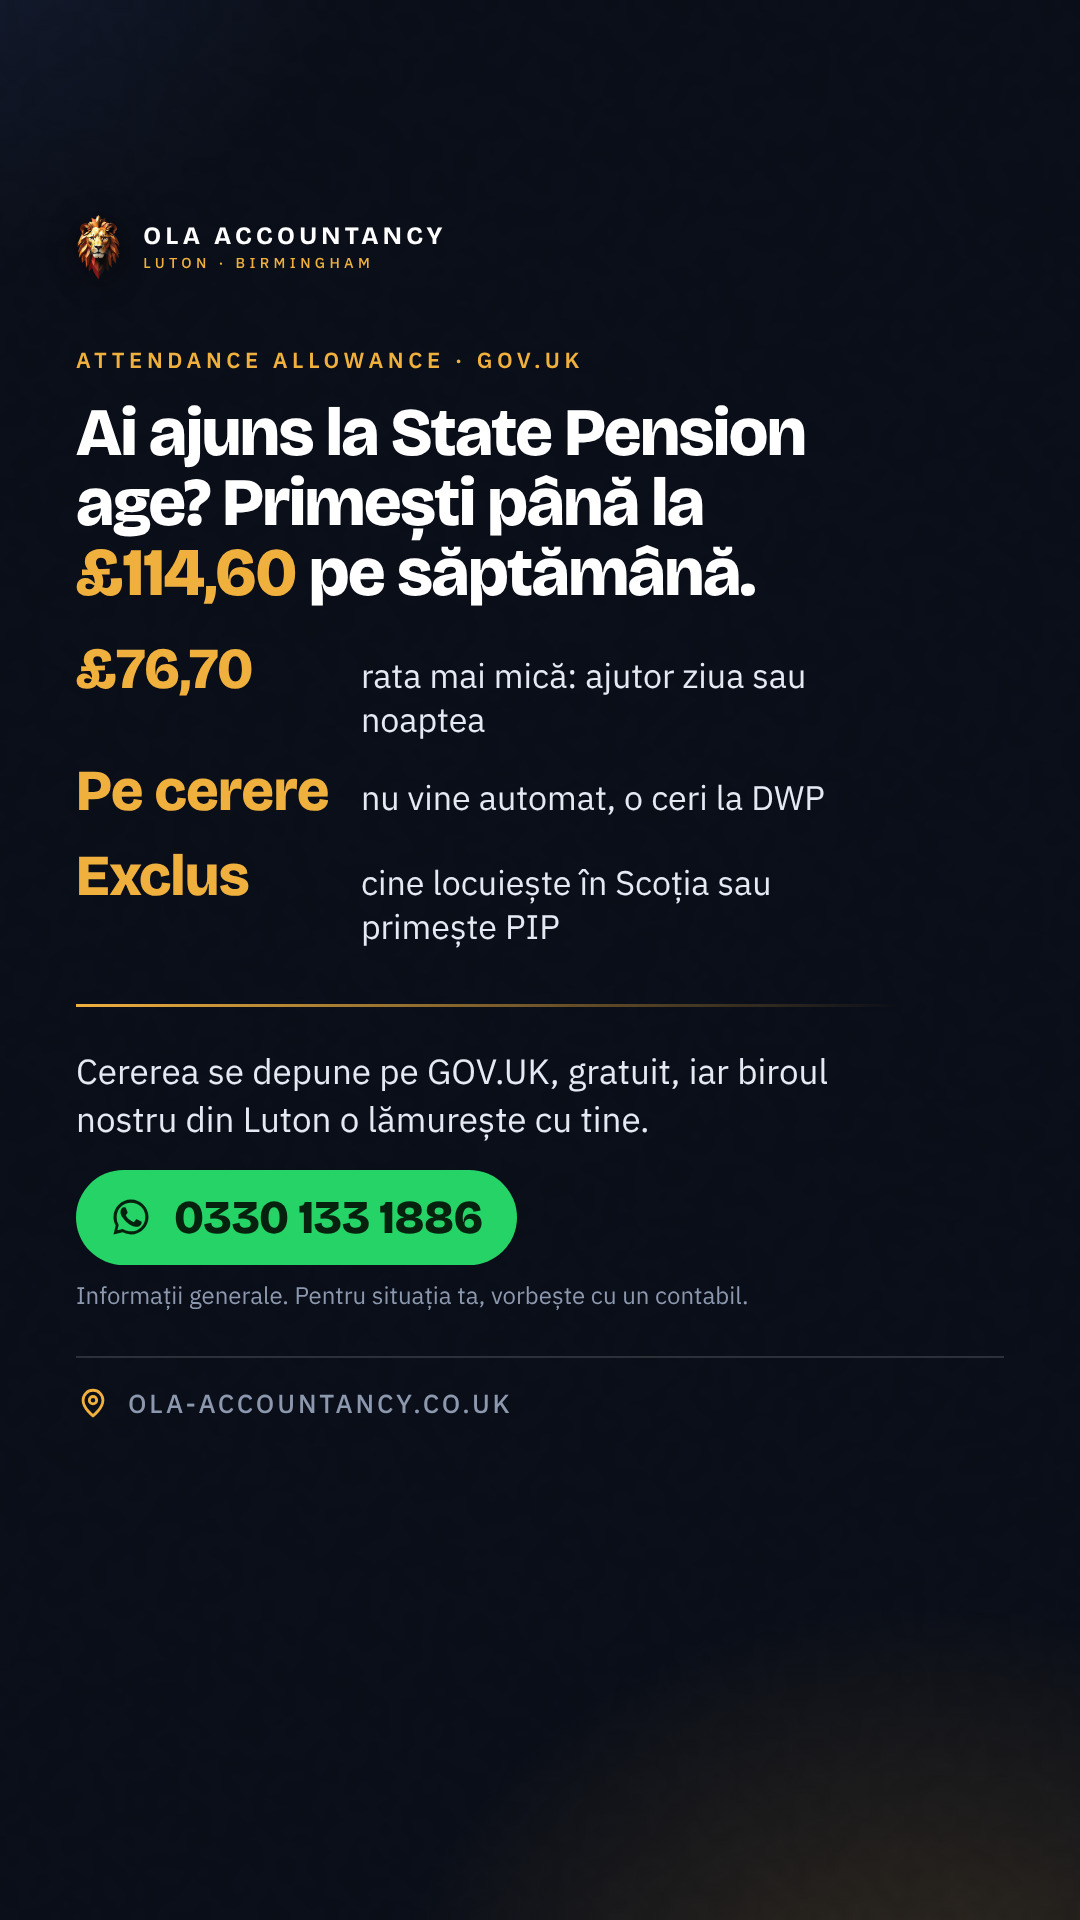 OLA ACCOUNTANCY
LUTON · BIRMINGHAM
ATTENDANCE ALLOWANCE · GOV.UK
Ai ajuns la State Pension
age? Primești până la
£114,60 pe săptămână.
£76,70 rata mai mică: ajutor ziua sau
noaptea
Pe cerere nu vine automat, o ceri la DWP
Exclus cine locuiește în Scoția sau
primește PIP
Cererea se depune pe GOV.UK, gratuit, iar biroul
nostru din Luton o lămurește cu tine.
0330 133 1886
Informații generale. Pentru situația ta, vorbește cu un contabil.
OLA-ACCOUNTANCY.CO.UK